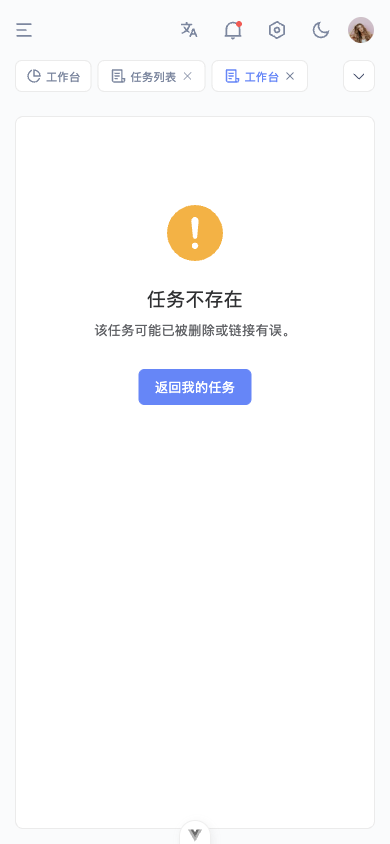 工作台
任务列表
工作台
任务不存在
该任务可能已被删除或链接有误。
返回我的任务